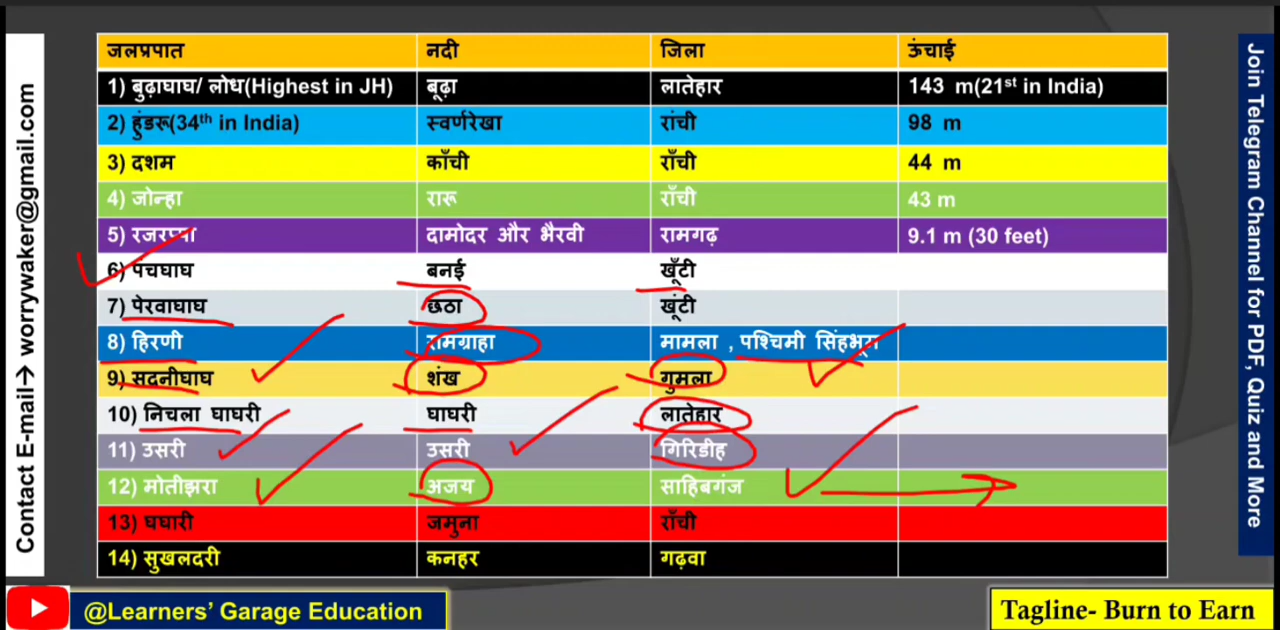 Contact E-mail→ worrywaker@gmail.com
जलप्रपात नदी जिला ऊंचाई
1) बुढ़ाघाघ/ लोध(Highest in JH) बूढ़ा लातेहार 143 m(21st in India)
2) हुंडरू(34th in India) स्वर्णरेखा रांची 98 m
3) दशम काँची राँची 44 m
4) जोन्हा रारू राँची 43 m
5) रजरप्पा दामोदर और भैरवी रामगढ़ 9.1 m (30 feet)
6) पंचघाघ बनई खूँटी
7) पेरवाघाघ छठा खूंटी
8) हिरणी रामग्राहा मामला , पश्चिमी सिंहभूम
9) सदनीघाघ शंख गुमला
10) निचला घाघरी घाघरी लातेहार
11) उसरी उसरी गिरिडीह
12) मोतीझरा अजय साहिबगंज
13) घघारी जमुना राँची
14) सुखलदरी कनहर गढ़वा
Join Telegram Channel for PDF, Quiz and More
@Learners' Garage Education
Tagline- Burn to Earn